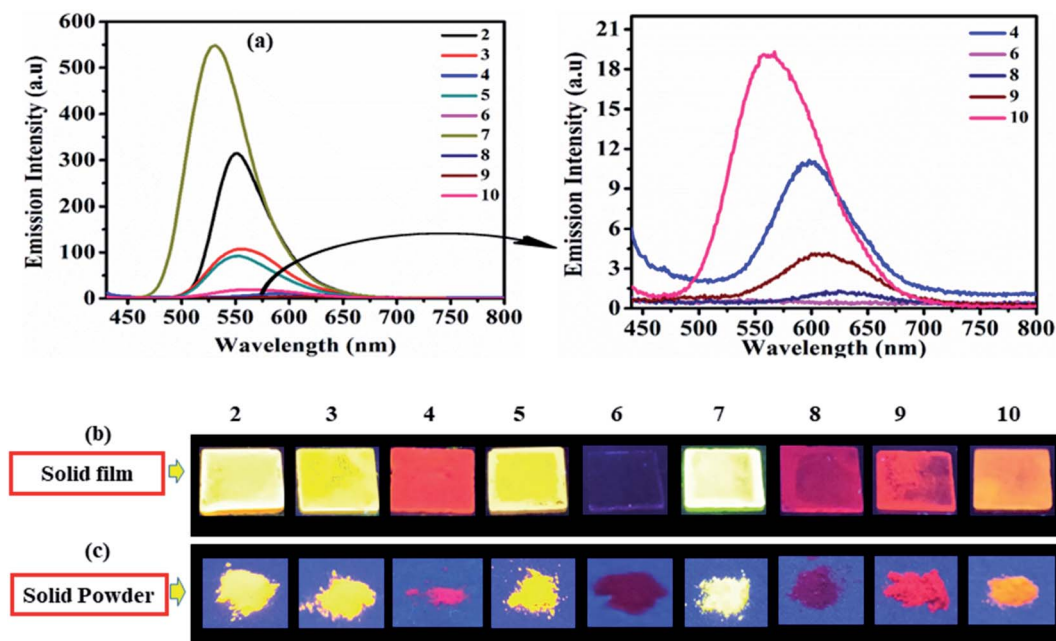 (a)
Emission Intensity (a.u)
600
500
400
300
200
100
0
450 500 550 600 650 700 750 800
Wavelength (nm)
2
3
4
5
6
7
8
9
10
Emission Intensity (a.u)
21
18
15
12
9
6
3
0
450 500 550 600 650 700 750 800
Wavelength (nm)
4
6
8
9
10
2 3 4 5 6 7 8 9 10
(b)
Solid film
(c)
Solid Powder